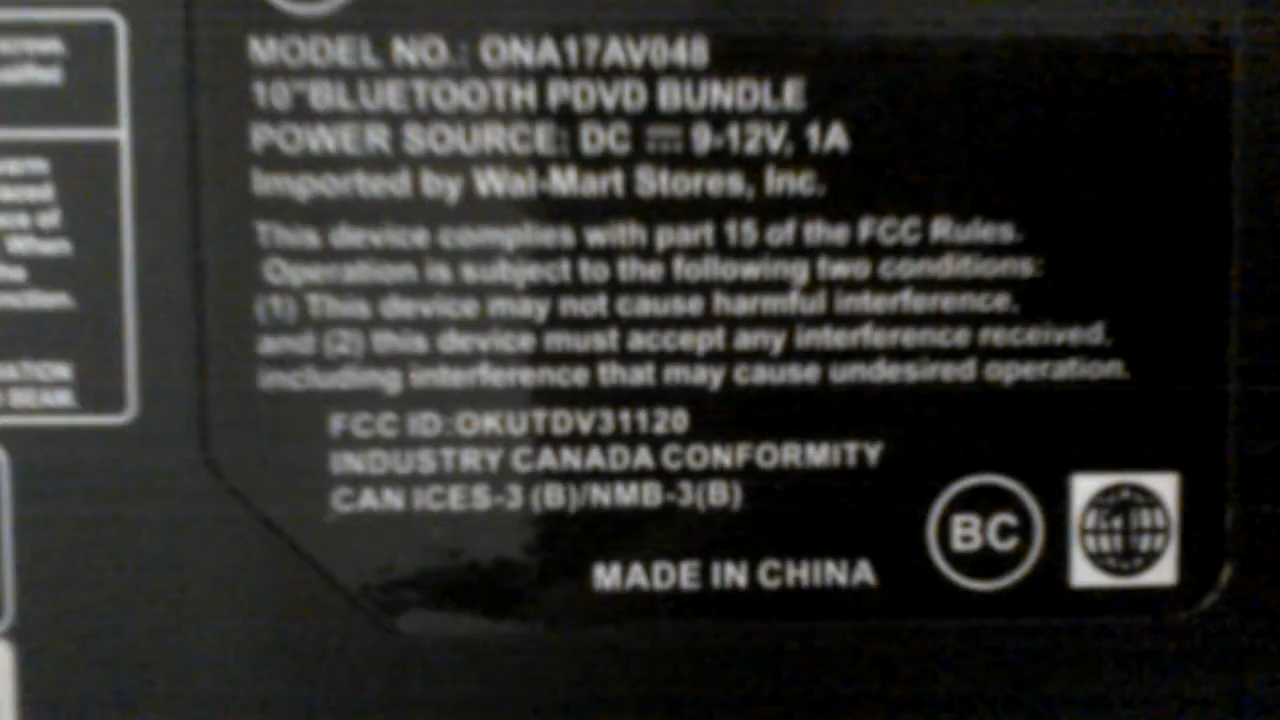 MODEL NO.: ONA17AV048
10"BLUETOOTH PDVD BUNDLE
POWER SOURCE: DC 9-12V, 1A
Imported by Wal-Mart Stores, Inc.
This device complies with part 15 of the FCC Rules.
Operation is subject to the following two conditions:
(1) This device may not cause harmful interference.
and (2) this device must accept any interference received.
including interference that may cause undesired operation.
FCC ID:OKUTDV31120
INDUSTRY CANADA CONFORMITY
CAN ICES-3 (B)/NMB-3(B)
BC
MADE IN CHINA
When
BEAM.